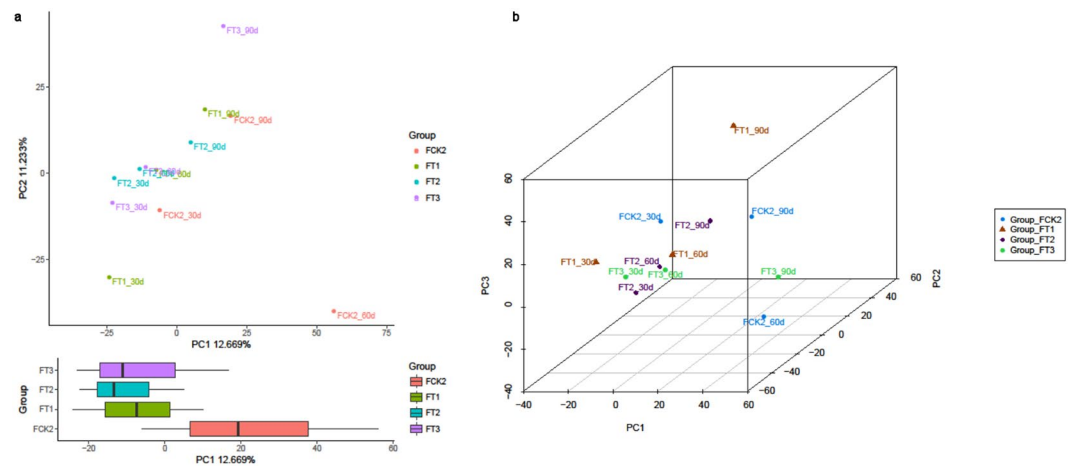 a
FT3_90d
25
FT1_90d
FCK2_90d
FT2_90d
PC2 11.233%
0
FT2_30d
FT3_30d
FCK2_30d
-25
FT1_30d
FCK2_60d
-25
0
25
50
75
PC1 12.669%
Group
FCK2
FT1
FT2
FT3
FT3
FT2
FT1
FCK2
Group
-20
0
20
40
60
PC1 12.669%
Group
FCK2
FT1
FT2
FT3
b
FT1_90d
FCK2_30d
FCK2_90d
FT2_90d
FT1_60d
FT1_30d
FT2_60d
FT3_30d
FT3_60d
FT3_90d
FT2_30d
FCK2_60d
60
40
20
0
−20
−40
PC3
−40
−20
0
20
40
60
PC1
−60
−40
−20
0
20
40
60
PC2
Group_FCK2
Group_FT1
Group_FT2
Group_FT3